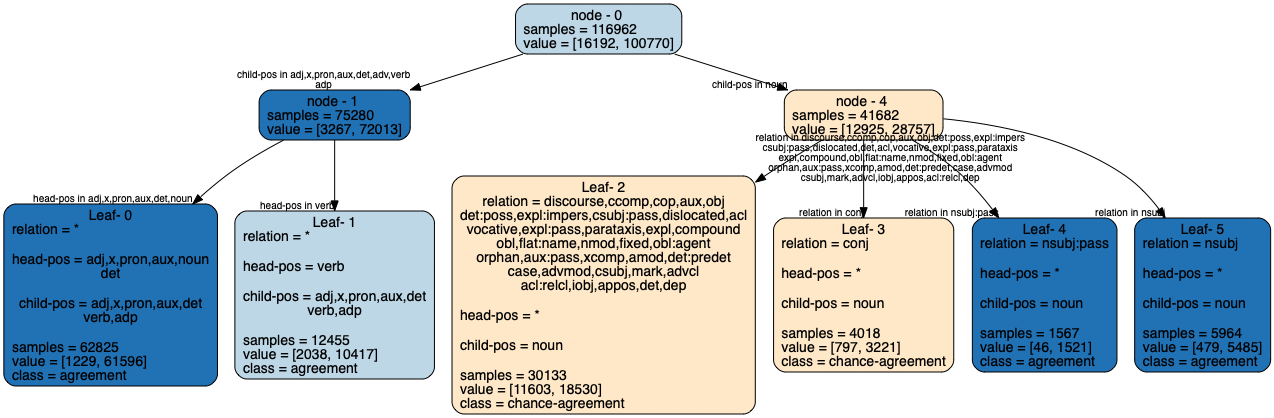 node - 0
samples = 116962
value = [16192, 100770]
child-pos in adj,x,pron,aux,det,adv,verb
adp
child-pos in noun
node - 1
samples = 75280
value = [3267, 72013]
node - 4
samples = 41682
value = [12925, 28757]
relation in discourse,ccomp,cop,aux,obj,det:poss,expl:impers
csubj:pass,dislocated,det,acl,vocative,expl:pass,parataxis
expl,compound,obl,flat:name,nmod,fixed,obl:agent
orphan,aux:pass,xcomp,amod,det:predet,case,advmod
csubj,mark,advcl,iobj,appos,acl:relcl,dep
head-pos in adj,x,pron,aux,det,noun
head-pos in verb
relation in conj
relation in nsubj:pass
relation in nsubj
Leaf- 0
relation = *
head-pos = adj,x,pron,aux,noun
det
child-pos = adj,x,pron,aux,det
verb,adp
samples = 62825
value = [1229, 61596]
class = agreement
Leaf- 1
relation = *
head-pos = verb
child-pos = adj,x,pron,aux,det
verb,adp
samples = 12455
value = [2038, 10417]
class = agreement
Leaf- 2
relation = discourse,ccomp,cop,aux,obj
det:poss,expl:impers,csubj:pass,dislocated,acl
vocative,expl:pass,parataxis,expl,compound
obl,flat:name,nmod,fixed,obl:agent
orphan,aux:pass,xcomp,amod,det:predet
case,advmod,csubj,mark,advcl
acl:relcl,iobj,appos,det,dep
head-pos = *
child-pos = noun
samples = 30133
value = [11603, 18530]
class = chance-agreement
Leaf- 3
relation = conj
head-pos = *
child-pos = noun
samples = 4018
value = [797, 3221]
class = chance-agreement
Leaf- 4
relation = nsubj:pass
head-pos = *
child-pos = noun
samples = 1567
value = [46, 1521]
class = agreement
Leaf- 5
relation = nsubj
head-pos = *
child-pos = noun
samples = 5964
value = [479, 5485]
class = agreement